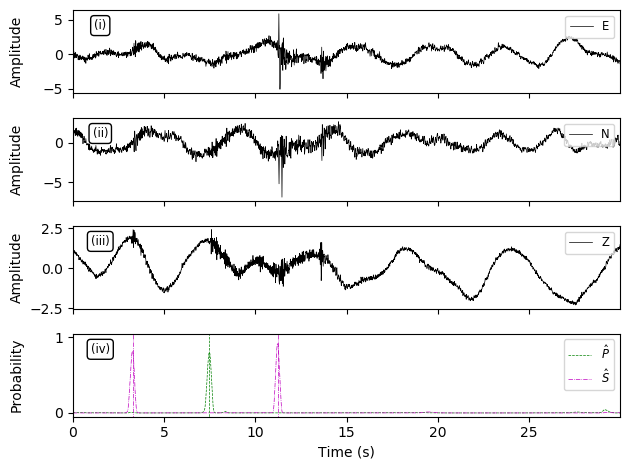 (i)
E
5
0
−5
Amplitude
(ii)
N
0
−5
Amplitude
(iii)
Z
2.5
0.0
−2.5
Amplitude
(iv)
P̂
Ŝ
1
0
Probability
0 5 10 15 20 25
Time (s)